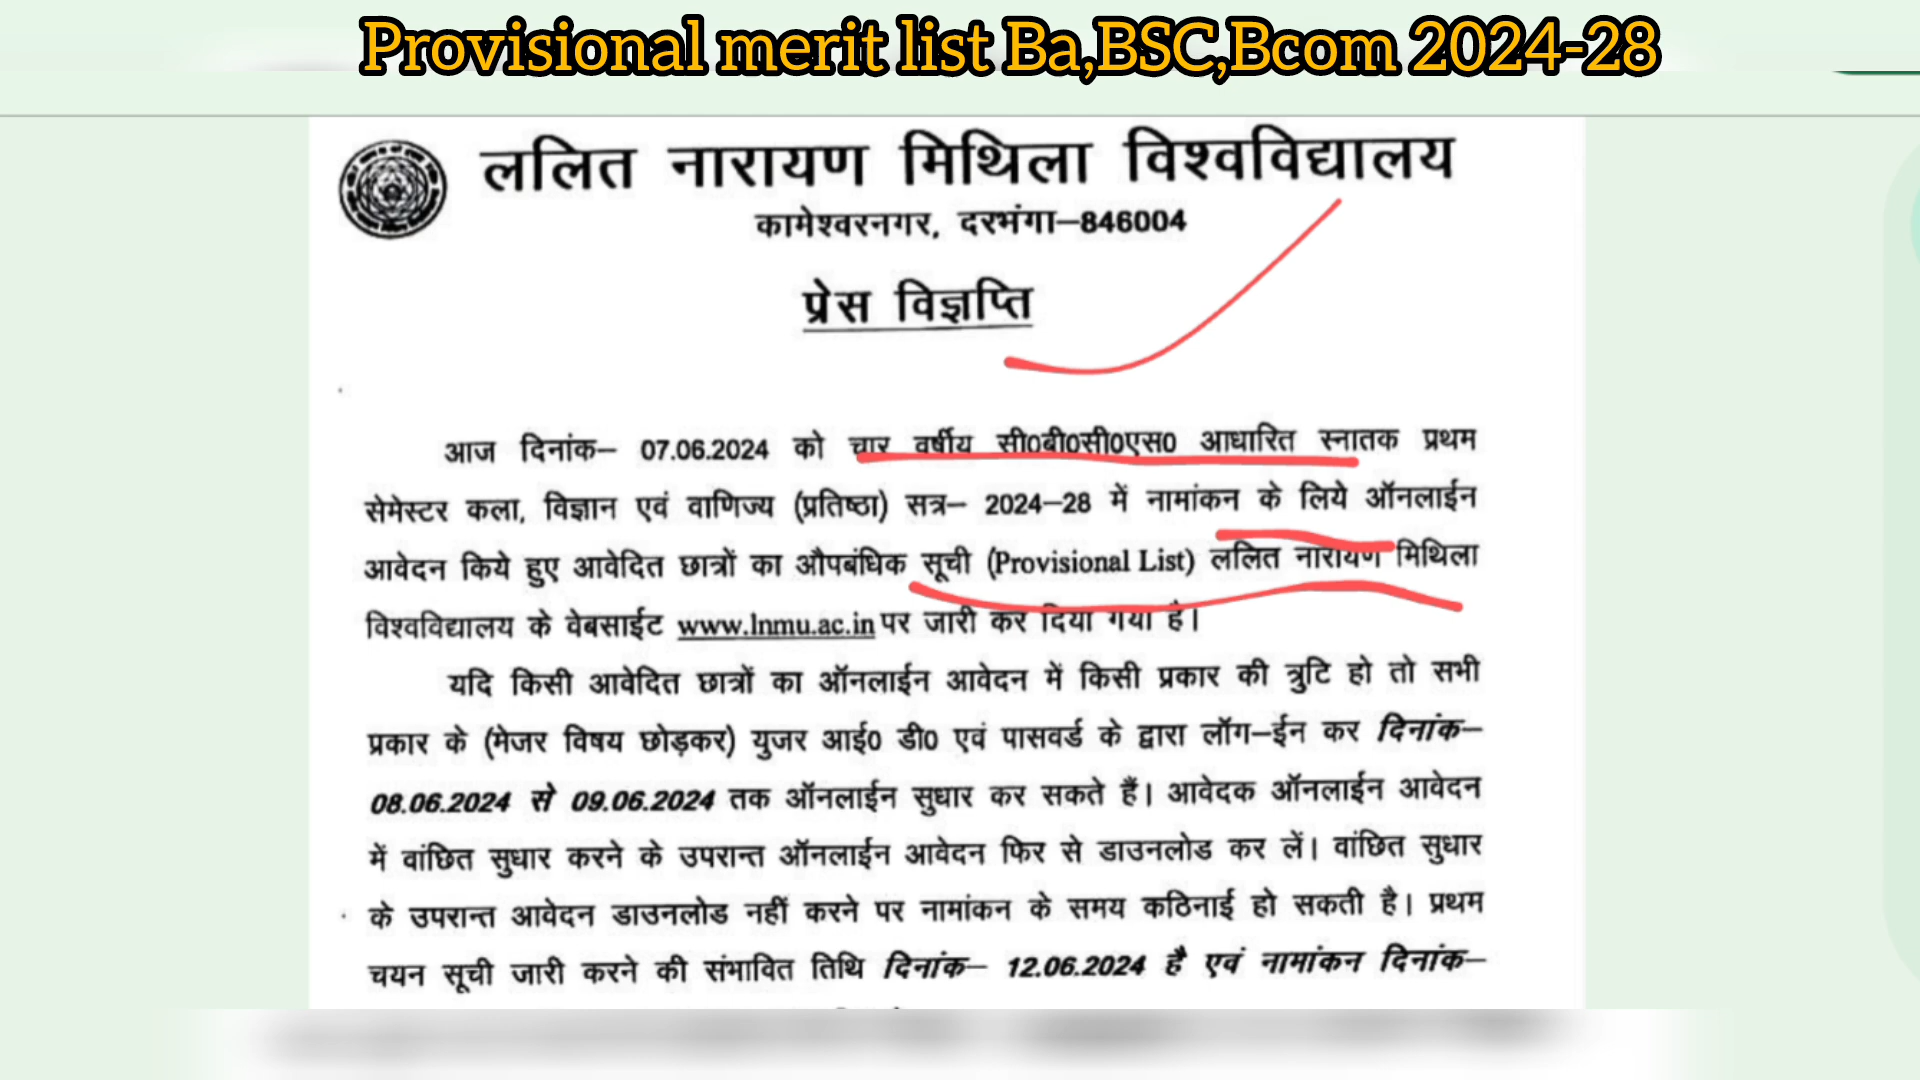 Provisional merit list Ba,BSC,Bcom 2024-28
ललित नारायण मिथिला विश्वविद्यालय
कामेश्वरनगर, दरभंगा–846004
प्रेस विज्ञप्ति
आज दिनांक– 07.06.2024 को चार वर्षीय सी0बी0सी0एस0 आधारित स्नातक प्रथम
सेमेस्टर कला, विज्ञान एवं वाणिज्य (प्रतिष्ठा) सत्र– 2024–28 में नामांकन के लिये ऑनलाईन
आवेदन किये हुए आवेदित छात्रों का औपबंधिक सूची (Provisional List) ललित नारायण मिथिला
विश्वविद्यालय के वेबसाईट www.lnmu.ac.in पर जारी कर दिया गया है।
यदि किसी आवेदित छात्रों का ऑनलाईन आवेदन में किसी प्रकार की त्रुटि हो तो सभी
प्रकार के (मेजर विषय छोड़कर) युजर आई0 डी0 एवं पासवर्ड के द्वारा लॉग–ईन कर दिनांक–
08.06.2024 से 09.06.2024 तक ऑनलाईन सुधार कर सकते हैं। आवेदक ऑनलाईन आवेदन
में वांछित सुधार करने के उपरान्त ऑनलाईन आवेदन फिर से डाउनलोड कर लें। वांछित सुधार
के उपरान्त आवेदन डाउनलोड नहीं करने पर नामांकन के समय कठिनाई हो सकती है। प्रथम
चयन सूची जारी करने की संभावित तिथि दिनांक– 12.06.2024 है एवं नामांकन दिनांक–